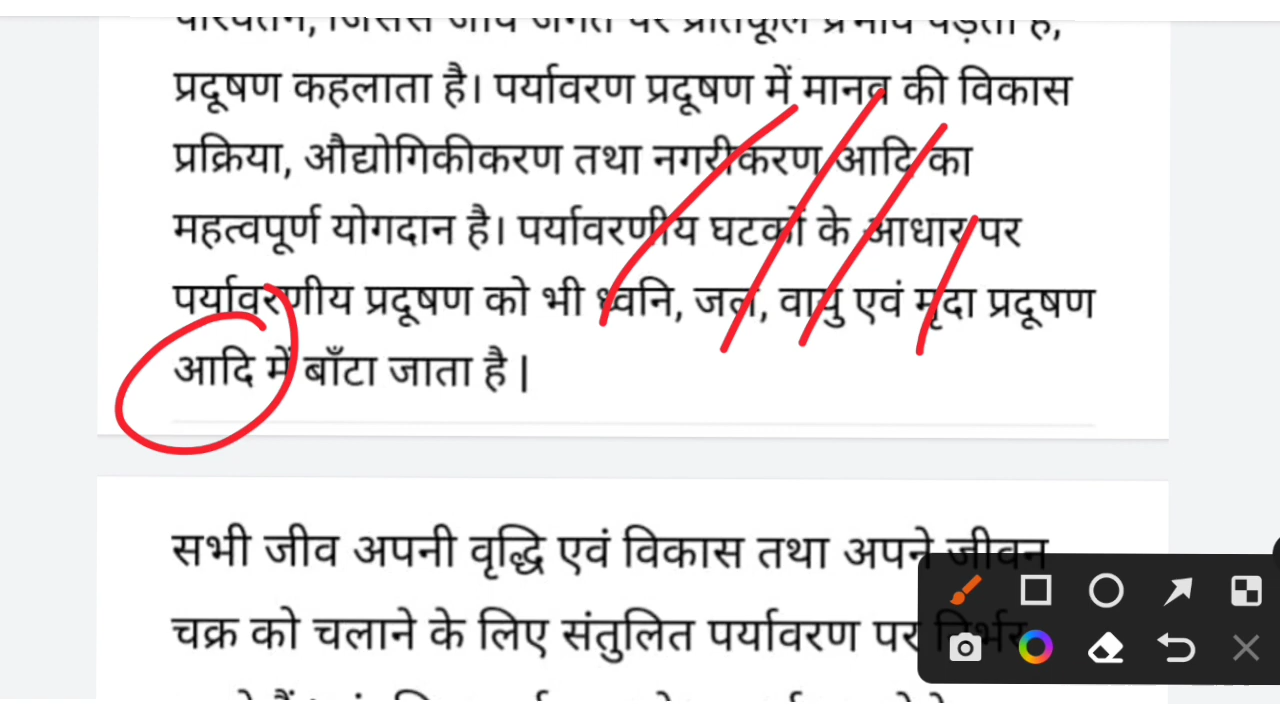 प्रदूषण कहलाता है। पर्यावरण प्रदूषण में मानव की विकास
प्रक्रिया, औद्योगिकीकरण तथा नगरीकरण आदि का
महत्वपूर्ण योगदान है। पर्यावरणीय घटकों के आधार पर
पर्यावरणीय प्रदूषण को भी ध्वनि, जल, वायु एवं मृदा प्रदूषण
आदि में बाँटा जाता है |
सभी जीव अपनी वृद्धि एवं विकास तथा अपने जीवन
चक्र को चलाने के लिए संतुलित पर्यावरण पर निर्भर